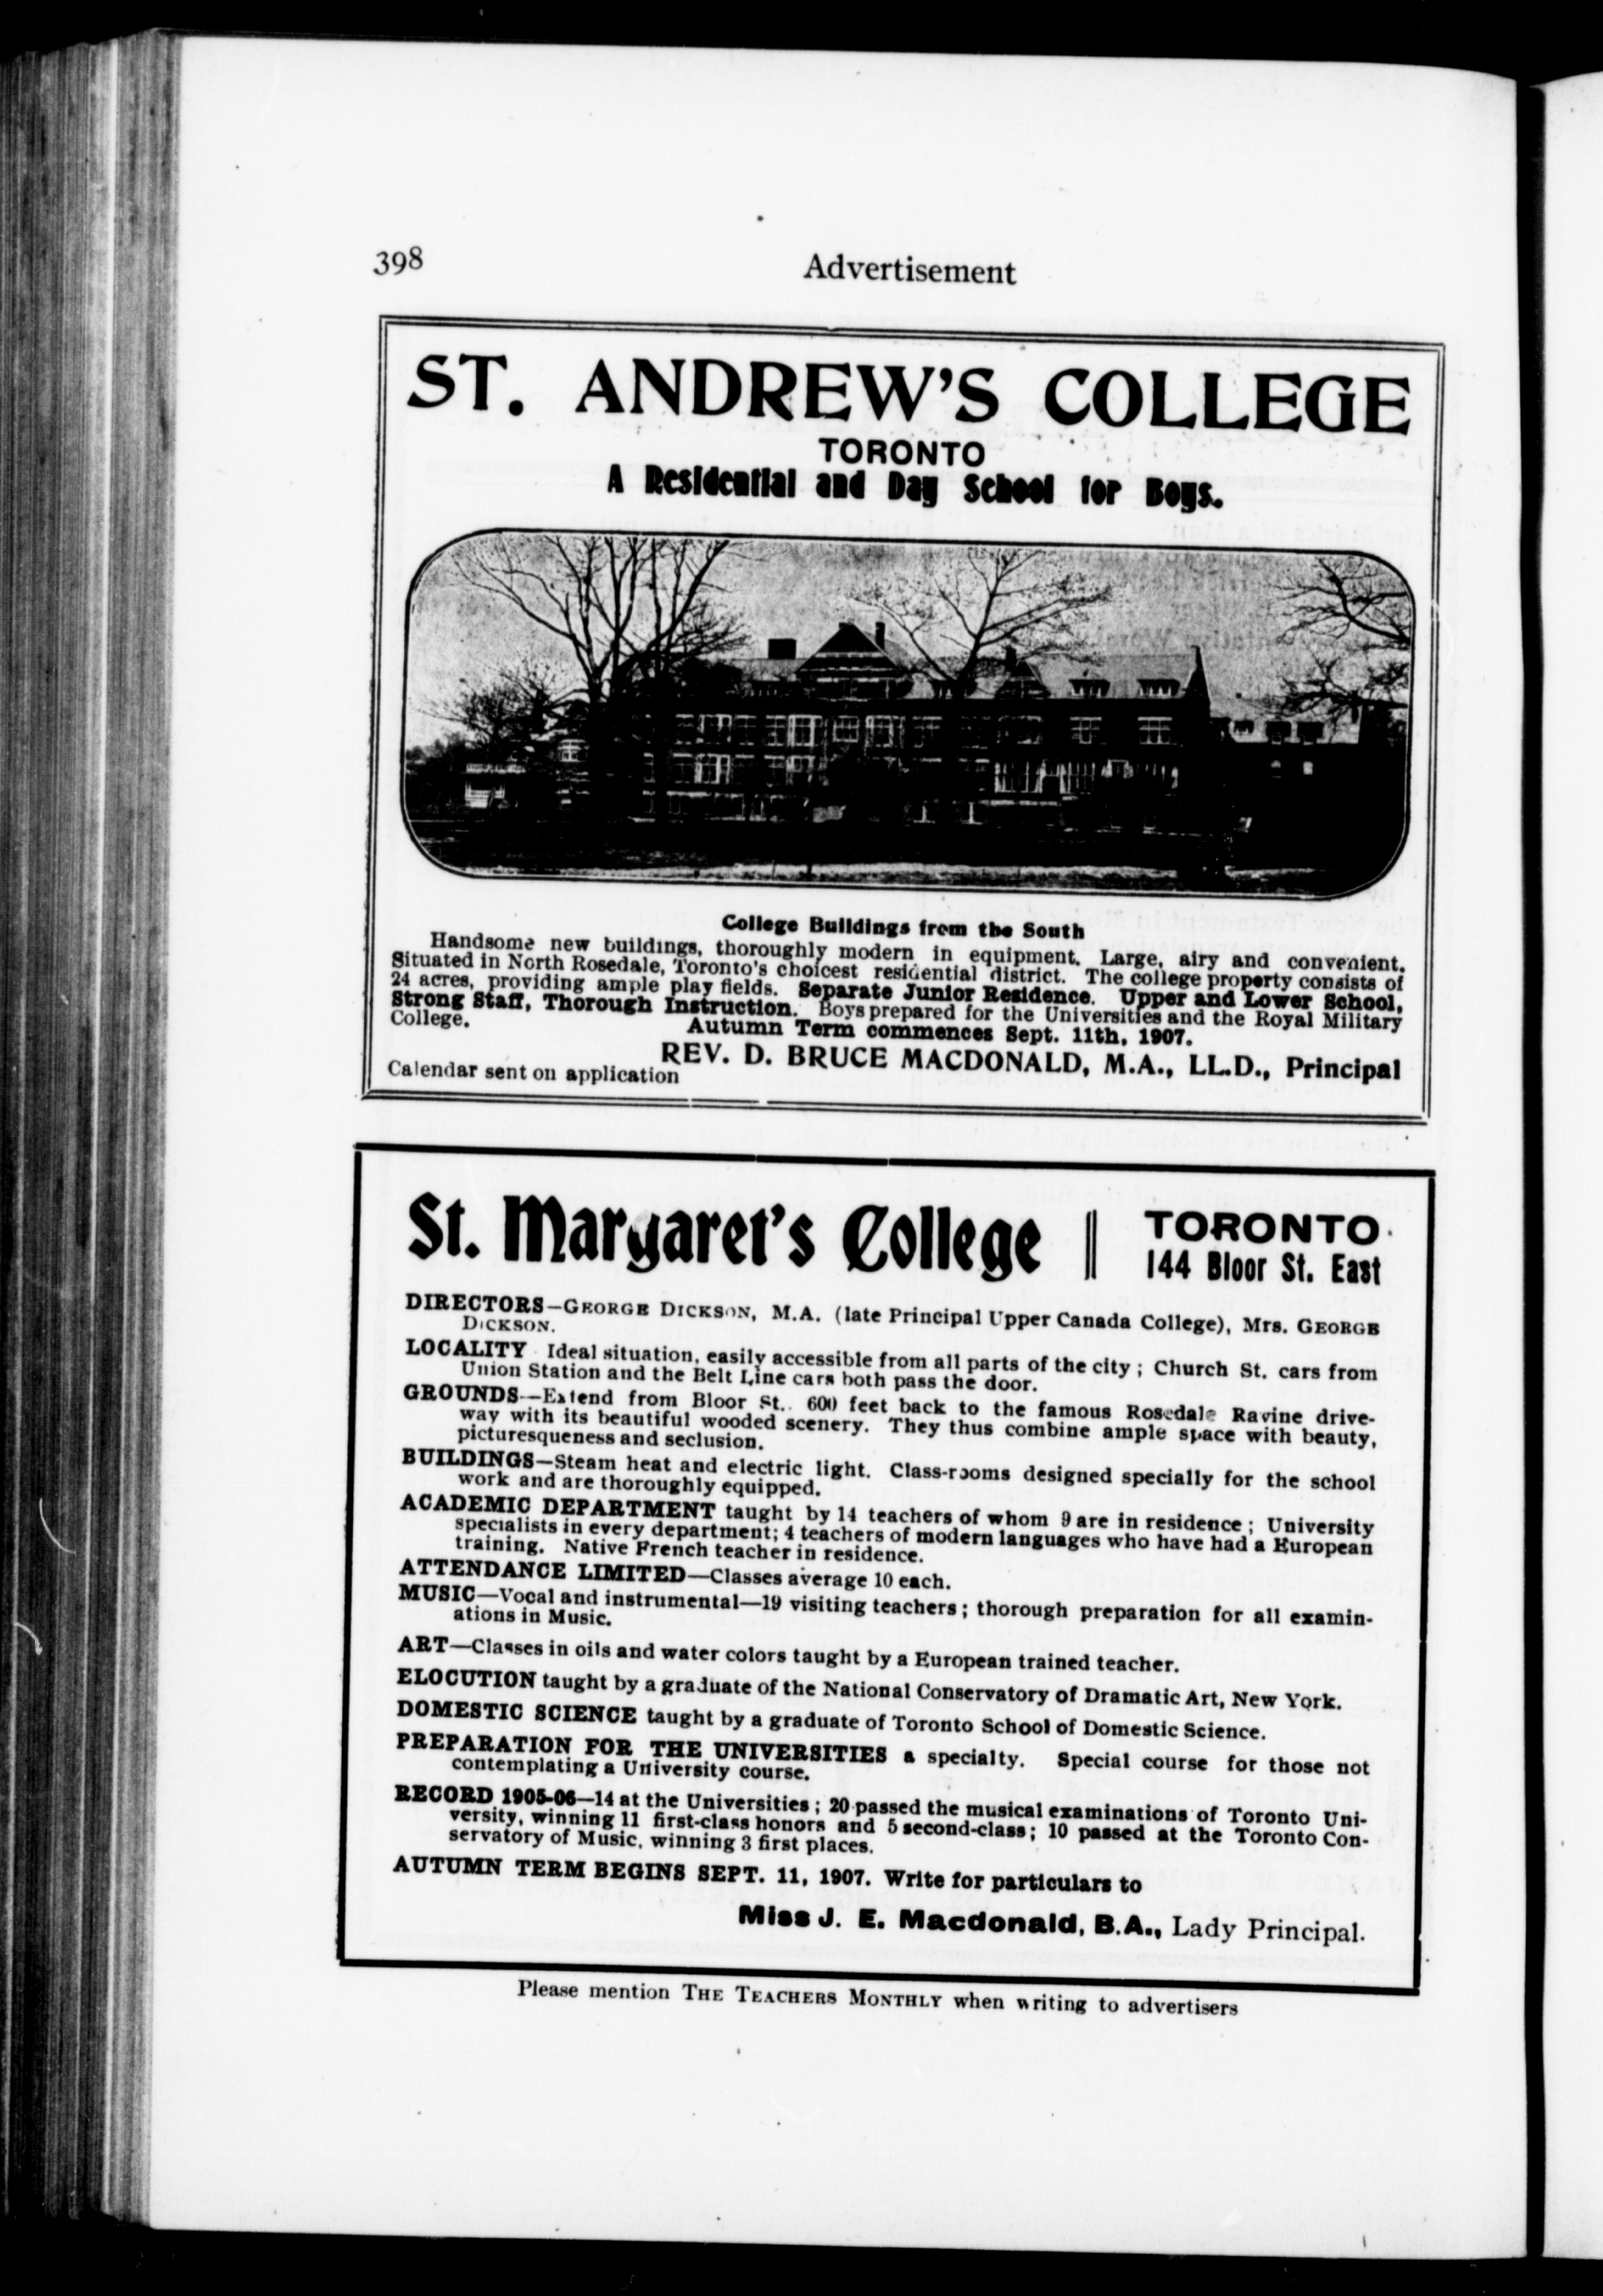 398
Advertisement
ST. ANDREW'S COLLEGE
TORONTO
A Residential and Day School for Boys.
College Buildings from the South
Handsome new buildings, thoroughly modern in equipment. Large, airy and convenient.
Situated in North Rosedale, Toronto's choicest residential district. The college property consists of
24 acres, providing ample play fields. Separate Junior Residence. Upper and Lower School,
Strong Staff, Thorough Instruction. Boys prepared for the Universities and the Royal Military
College.
Autumn Term commences Sept. 11th, 1907.
REV. D. BRUCE MACDONALD, M.A., LL.D., Principal
Calendar sent on application
St. Margaret's College
TORONTO
144 Bloor St. East
DIRECTORS—GEORGE DICKSON, M.A. (late Principal Upper Canada College), Mrs. GEORGE
DICKSON.
LOCALITY Ideal situation, easily accessible from all parts of the city; Church St. cars from
Union Station and the Belt Line cars both pass the door.
GROUNDS—Extend from Bloor St. 600 feet back to the famous Rosedale Ravine drive-
way with its beautiful wooded scenery. They thus combine ample space with beauty,
picturesqueness and seclusion.
BUILDINGS—Steam heat and electric light. Class-rooms designed specially for the school
work and are thoroughly equipped.
ACADEMIC DEPARTMENT taught by 14 teachers of whom 9 are in residence; University
specialists in every department; 4 teachers of modern languages who have had a European
training. Native French teacher in residence.
ATTENDANCE LIMITED—Classes average 10 each.
MUSIC—Vocal and instrumental—19 visiting teachers; thorough preparation for all examin-
ations in Music.
ART—Classes in oils and water colors taught by a European trained teacher.
ELOCUTION taught by a graduate of the National Conservatory of Dramatic Art, New York.
DOMESTIC SCIENCE taught by a graduate of Toronto School of Domestic Science.
PREPARATION FOR THE UNIVERSITIES a specialty. Special course for those not
contemplating a University course.
RECORD 1905-06—14 at the Universities; 20 passed the musical examinations of Toronto Uni-
versity, winning 11 first-class honors and 5 second-class; 10 passed at the Toronto Con-
servatory of Music, winning 3 first places.
AUTUMN TERM BEGINS SEPT. 11, 1907. Write for particulars to
Miss J. E. Macdonald, B.A., Lady Principal.
Please mention THE TEACHERS MONTHLY when writing to advertisers